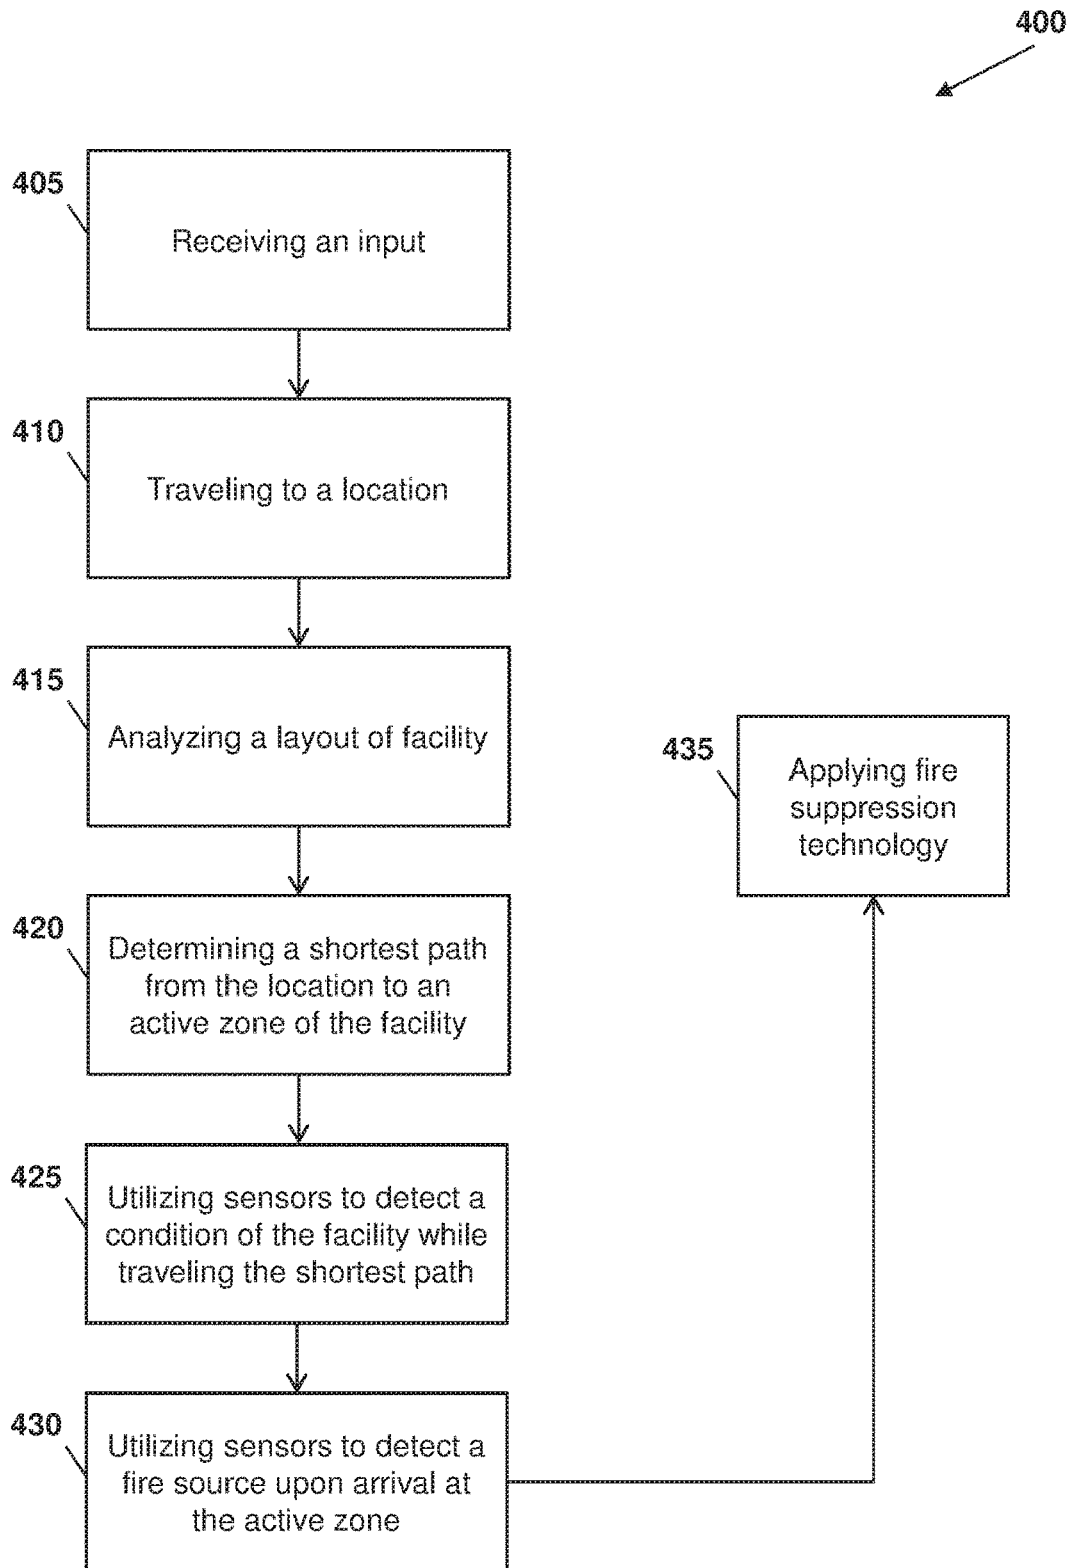 400
405
Receiving an input
410
Traveling to a location
415
Analyzing a layout of facility
420
Determining a shortest path
from the location to an
active zone of the facility
425
Utilizing sensors to detect a
condition of the facility while
traveling the shortest path
430
Utilizing sensors to detect a
fire source upon arrival at
the active zone
435
Applying fire
suppression
technology